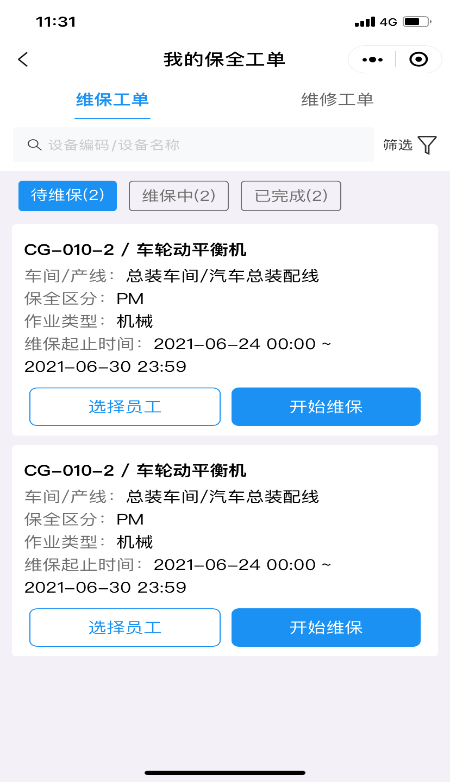 11:31
4G
我的保全工单
维保工单
维修工单
设备编码/设备名称
筛选
待维保(2)
维保中(2)
已完成(2)
CG-010-2 / 车轮动平衡机
车间/产线：总装车间/汽车总装配线
保全区分：PM
作业类型：机械
维保起止时间：2021-06-24 00:00 ~
2021-06-30 23:59
选择员工
开始维保
CG-010-2 / 车轮动平衡机
车间/产线：总装车间/汽车总装配线
保全区分：PM
作业类型：机械
维保起止时间：2021-06-24 00:00 ~
2021-06-30 23:59
选择员工
开始维保